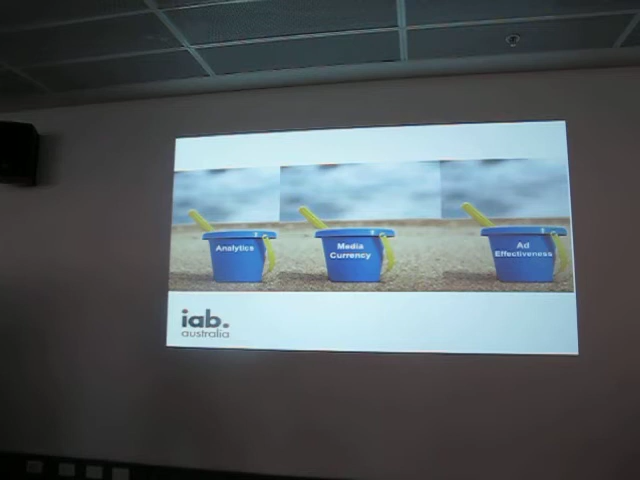 Analytics
Media
Currency
Ad
Effectiveness
iab.
australia